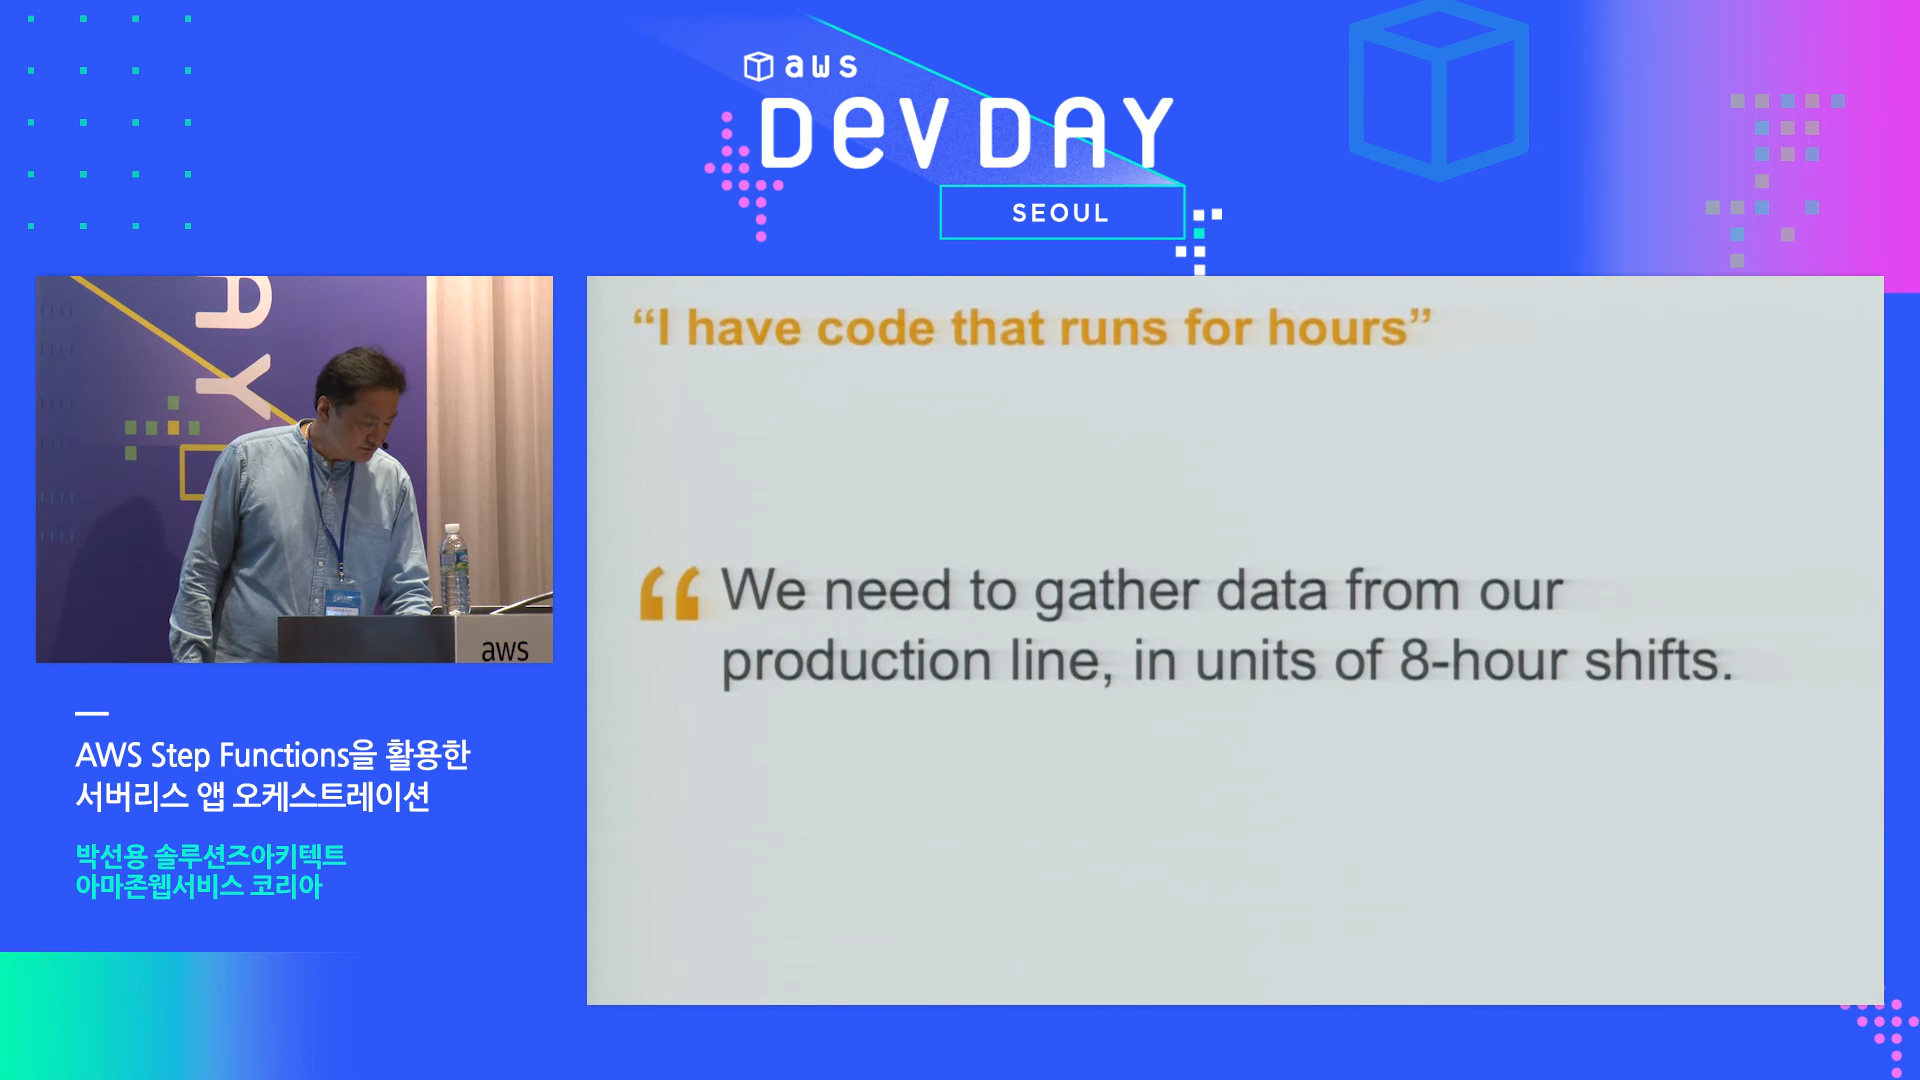 aws
DEV DAY
SEOUL
AY
aws
AWS Step Functions을 활용한
서버리스 앱 오케스트레이션
박선용 솔루션즈아키텍트
아마존웹서비스 코리아
“I have code that runs for hours”
“We need to gather data from our
production line, in units of 8-hour shifts.